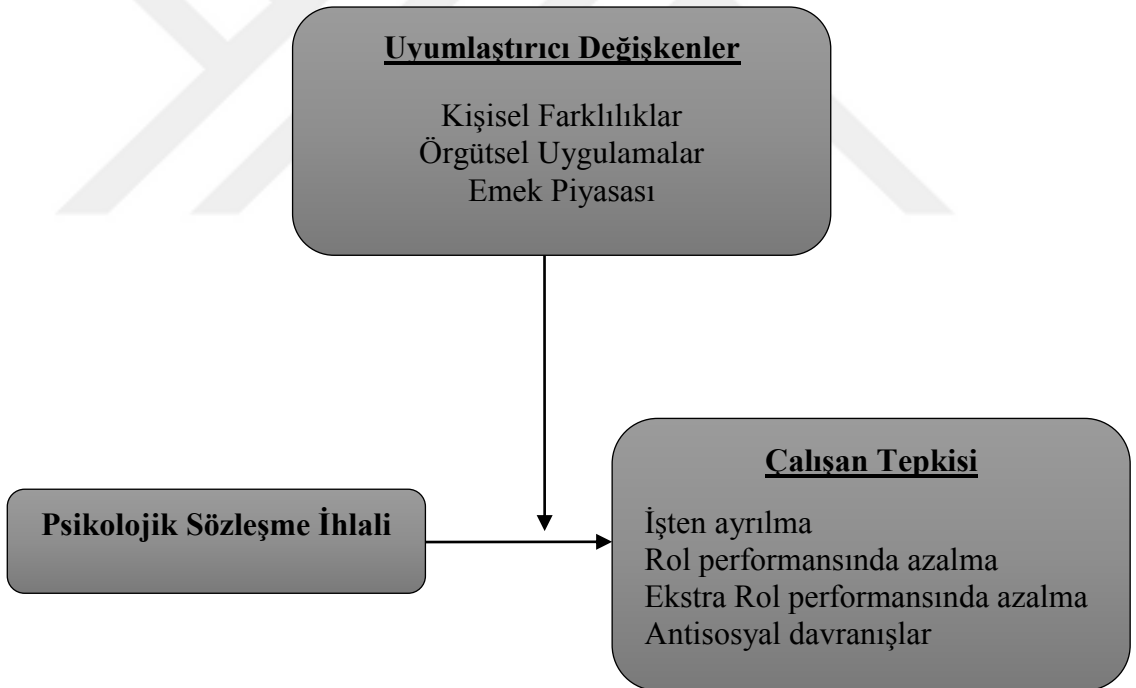 Uyumlaştırıcı Değişkenler
Kişisel Farklılıklar
Örgütsel Uygulamalar
Emek Piyasası
Psikolojik Sözleşme İhlali
Çalışan Tepkisi
İşten ayrılma
Rol performansında azalma
Ekstra Rol performansında azalma
Antisosyal davranışlar